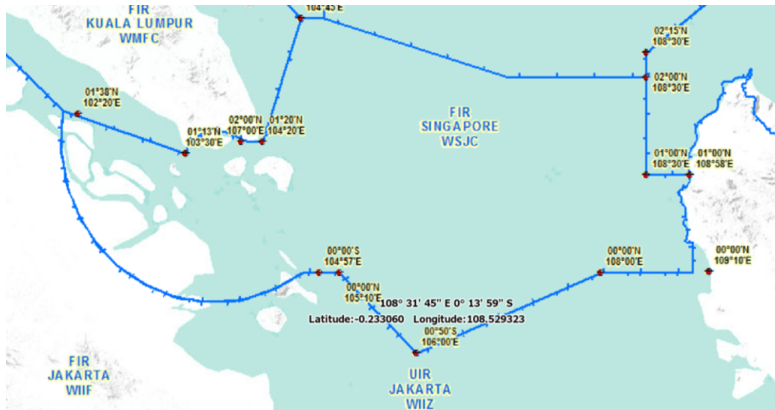 FIR
KUALA LUMPUR
WMFC
104°45'E
02°15'N
108°30'E
02°00'N
108°30'E
01°38'N
102°20'E
01°13'N
103°30'E
02°00'N
107°00'E
01°20'N
104°20'E
FIR
SINGAPORE
WSJC
01°00'N
108°30'E
01°00'N
108°58'E
00°00'S
104°57'E
00°00'N
105°10'E
00°00'N
108°00'E
00°00'N
109°10'E
108° 31' 45" E 0° 13' 59" S
Latitude:-0.233060 Longitude:108.529323
00°50'S
106°00'E
FIR
JAKARTA
WIIF
UIR
JAKARTA
WIIZ